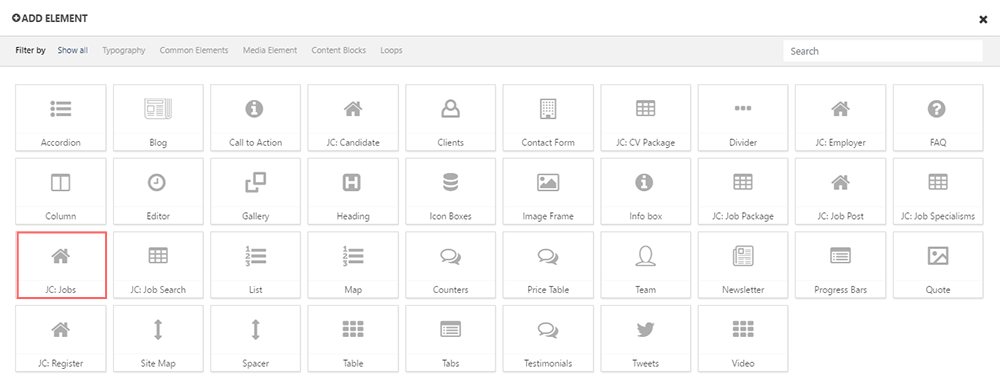 ADD ELEMENT
Filter by Show all Typography Common Elements Media Element Content Blocks Loops Search
Accordion Blog Call to Action JC: Candidate Clients Contact Form JC: CV Package Divider JC: Employer FAQ
Column Editor Gallery Heading Icon Boxes Image Frame Info box JC: Job Package JC: Job Post JC: Job Specialisms
JC: Jobs JC: Job Search List Map Counters Price Table Team Newsletter Progress Bars Quote
JC: Register Site Map Spacer Table Tabs Testimonials Tweets Video